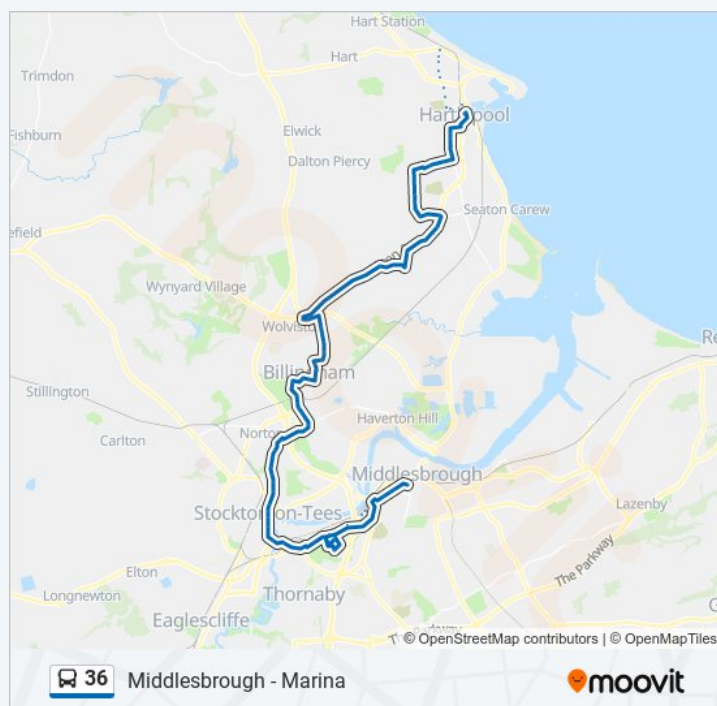 Hart Station
Hart
Trimdon
Hartlepool
Elwick
Fishburn
Dalton Piercy
Seaton Carew
efield
Wynyard Village
Wolviston
Re
Billingham
Stillington
Haverton Hill
Norton
Carlton
Middlesbrough
Lazenby
Stockton-on-Tees
The Parkway
Elton
Longnewton
Thornaby
Eaglescliffe
G
© OpenStreetMap contributors | © OpenMapTiles
36 Middlesbrough - Marina
moovit